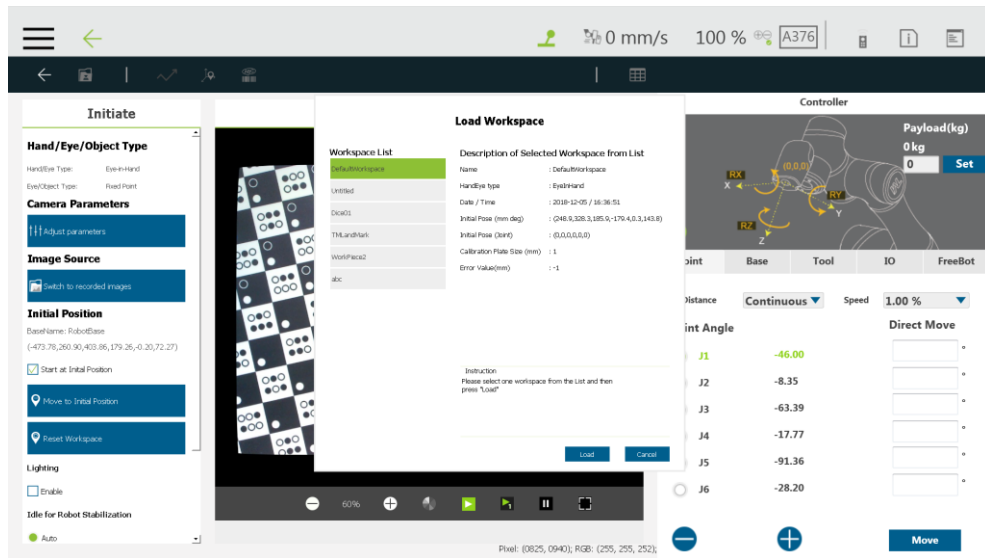 0 mm/s 100 % A376
Initiate
Hand/Eye/Object Type
Hand/Eye Type: Eye-in-Hand
Eye/Object Type: Fixed Point
Camera Parameters
Adjust parameters
Image Source
Switch to recorded images
Initial Position
BaseName: RobotBase
(-473.78,260.90,403.86,179.26,-0.20,72.27)
Start at Inital Position
Move to Initial Position
Reset Workspace
Lighting
Enable
Idle for Robot Stabilization
Auto
Load Workspace
Workspace List
DefaultWorkspace
Untitled
Dice01
TMLandMark
WorkPiece2
abc
Description of Selected Workspace from List
Name : DefaultWorkspace
HandEye type : EyeInHand
Date / Time : 2018-12-05 / 16:36:51
Initial Pose (mm deg) : (248.9,328.3,185.9,-179.4,0.3,143.8)
Initial Pose (Joint) : (0,0,0,0,0,0)
Calibration Plate Size (mm) : 1
Error Value(mm) : -1
Instruction
Please select one workspace from the List and then
press "Load"
Load Cancel
60%
Pixel: (0825, 0940); RGB: (255, 255, 252);
Controller
Payload(kg)
0 kg
0 Set
(0,0,0)
RX
X
RY
Y
RZ
Z
oint Base Tool IO FreeBot
Distance Continuous Speed 1.00 %
int Angle Direct Move
J1 -46.00 °
J2 -8.35 °
J3 -63.39 °
J4 -17.77 °
J5 -91.36 °
J6 -28.20 °
Move